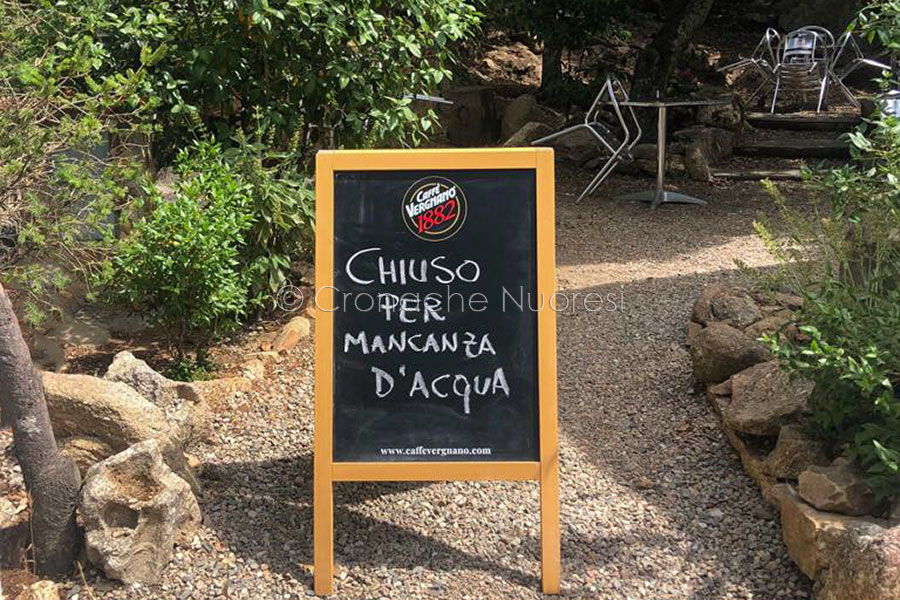 Caffè
VERGNANO
1882
CHIUSO
© Cronache Nuoresi
PER
MANCANZA
D'ACQUA
www.caffevergnano.com